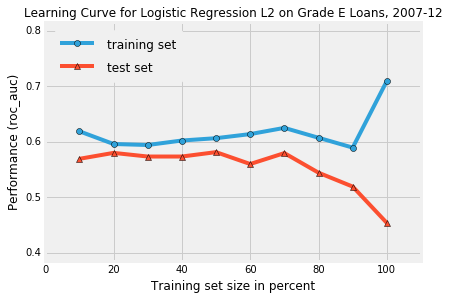 Learning Curve for Logistic Regression L2 on Grade E Loans, 2007-12
0.8
training set
test set
0.7
0.6
0.5
0.4
Performance (roc_auc)
0 20 40 60 80 100
Training set size in percent